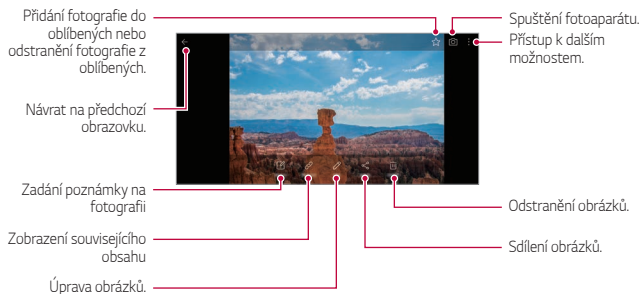 Přidání fotografie do
oblíbených nebo
odstranění fotografie z
oblíbených.
Návrat na předchozí
obrazovku.
Zadání poznámky na
fotografii
Zobrazení souvisejícího
obsahu
Úprava obrázků.
Spuštění fotoaparátu.
Přístup k dalším
možnostem.
Odstranění obrázků.
Sdílení obrázků.